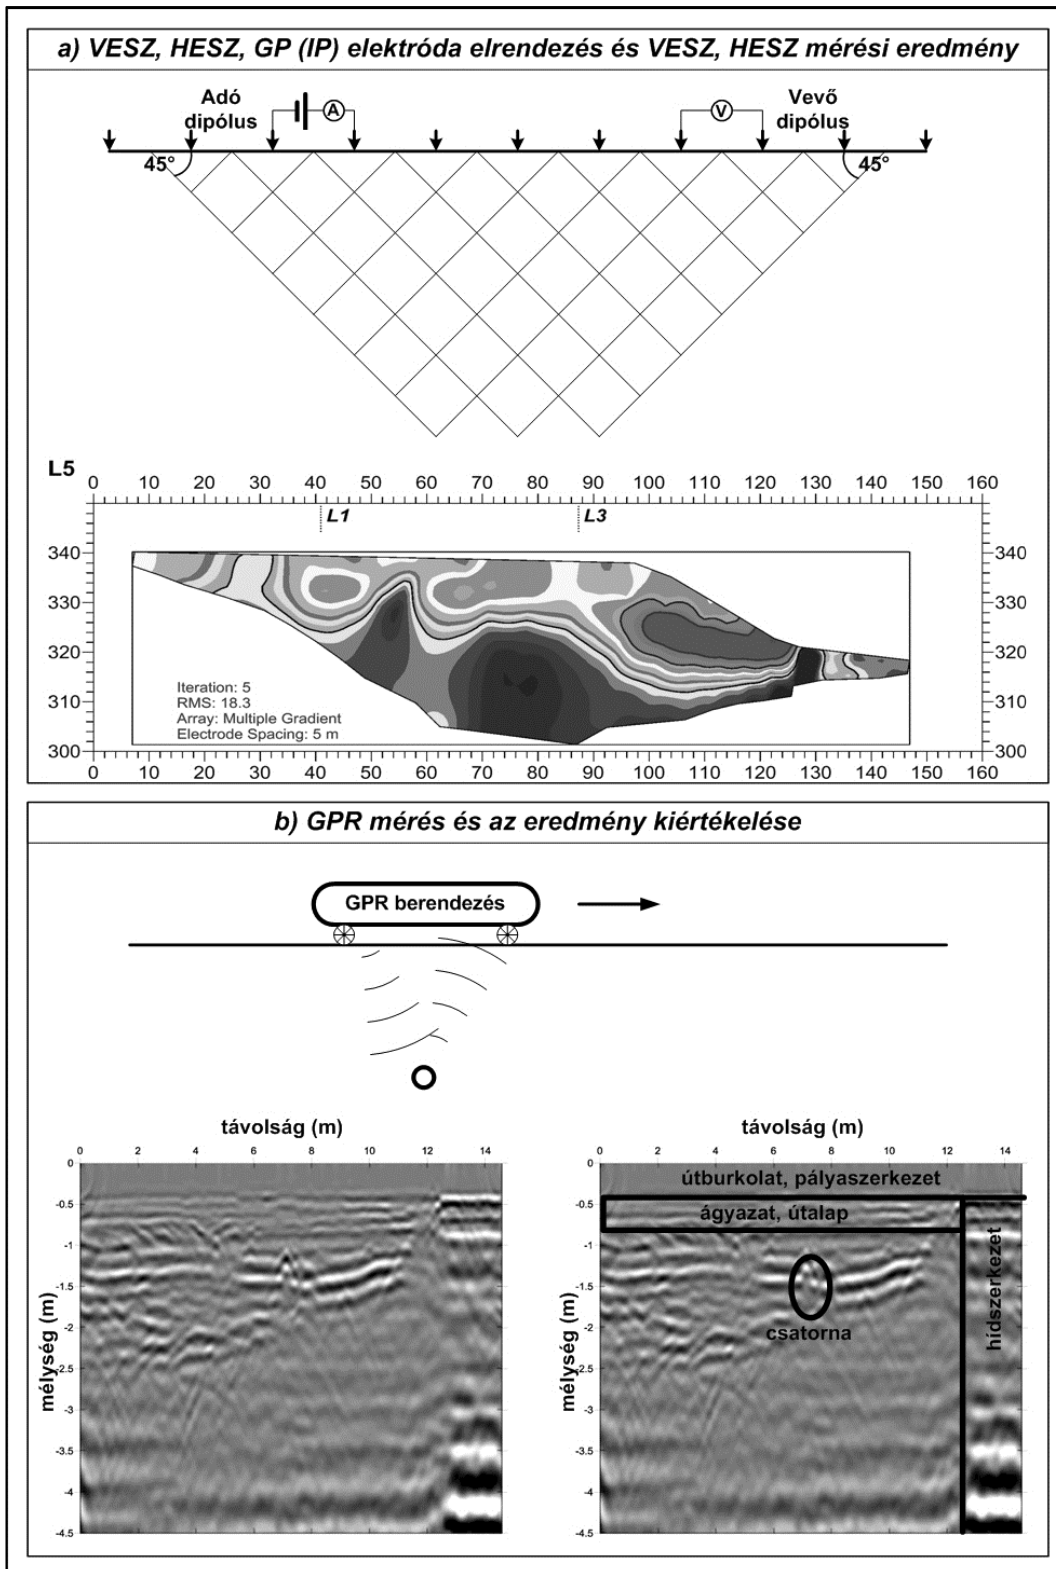 a) VESZ, HESZ, GP (IP) elektróda elrendezés és VESZ, HESZ mérési eredmény
Adó
dipólus
A
V
Vevő
dipólus
45°
45°
L5
0 10 20 30 40 50 60 70 80 90 100 110 120 130 140 150 160
L1
L3
340
330
320
310
300
340
330
320
310
300
Iteration: 5
RMS: 18.3
Array: Multiple Gradient
Electrode Spacing: 5 m
0 10 20 30 40 50 60 70 80 90 100 110 120 130 140 150 160
b) GPR mérés és az eredmény kiértékelése
GPR berendezés
távolság (m)
0 2 4 6 8 10 12 14
mélység (m)
0
-0.5
-1
-1.5
-2
-2.5
-3
-3.5
-4
-4.5
távolság (m)
0 2 4 6 8 10 12 14
mélység (m)
0
-0.5
-1
-1.5
-2
-2.5
-3
-3.5
-4
-4.5
útburkolat, pályaszerkezet
ágyazat, útalap
csatorna
hídszerkezet